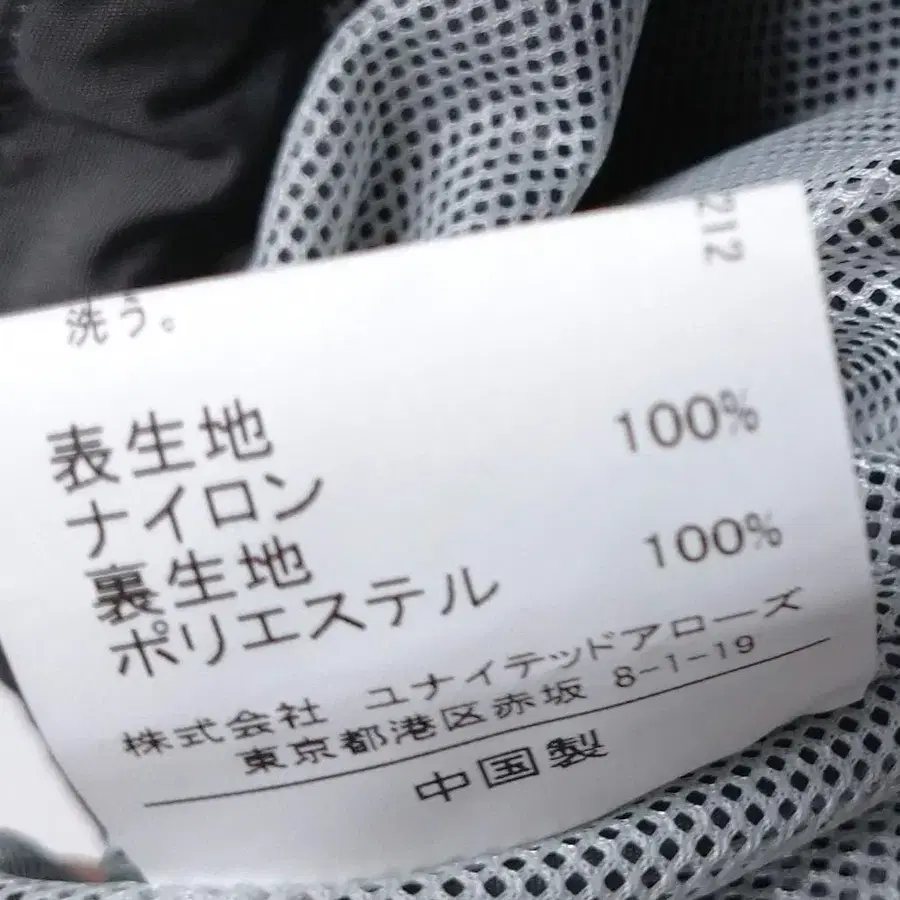 212
洗う。
表生地
ナイロン 100%
裏生地
ポリエステル 100%
株式会社 ユナイテッドアローズ
東京都港区赤坂 8-1-19
中国製